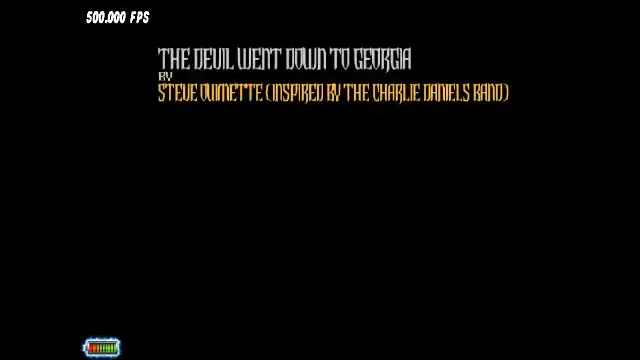 500.000 FPS
THE DEVIL WENT DOWN TO GEORGIA
BY
STEVE OUIMETTE (INSPIRED BY THE CHARLIE DANIELS BAND)